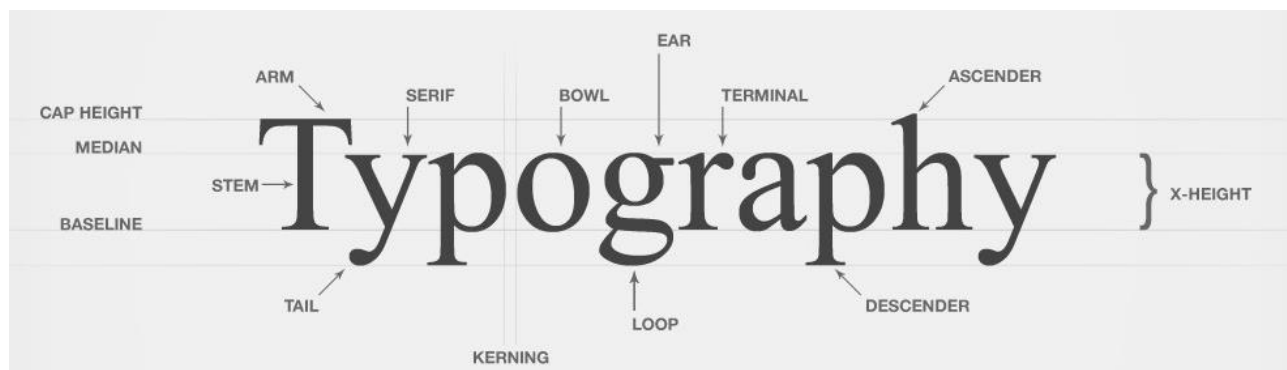 EAR
ARM
ASCENDER
SERIF
BOWL
TERMINAL
CAP HEIGHT
MEDIAN
Typography
STEM
X-HEIGHT
BASELINE
TAIL
DESCENDER
LOOP
KERNING